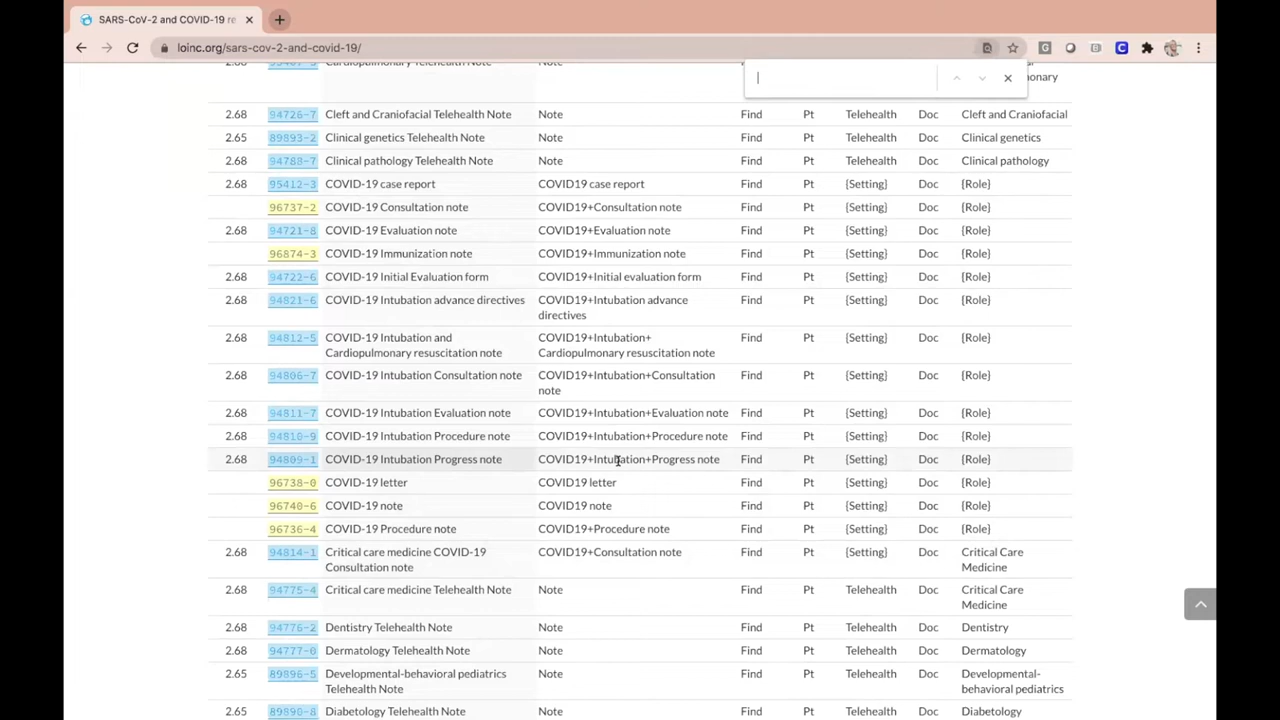 SARS-CoV-2 and COVID-19 re
loinc.org/sars-cov-2-and-covid-19/
Cardiopulmonary Telehealth Note Note
2.68 94726-7 Cleft and Craniofacial Telehealth Note Note Find Pt Telehealth Doc Cleft and Craniofacial
2.65 89893-2 Clinical genetics Telehealth Note Note Find Pt Telehealth Doc Clinical genetics
2.68 94788-7 Clinical pathology Telehealth Note Note Find Pt Telehealth Doc Clinical pathology
2.68 95412-3 COVID-19 case report COVID19 case report Find Pt {Setting} Doc {Role}
96737-2 COVID-19 Consultation note COVID19+Consultation note Find Pt {Setting} Doc {Role}
2.68 94721-8 COVID-19 Evaluation note COVID19+Evaluation note Find Pt {Setting} Doc {Role}
96874-3 COVID-19 Immunization note COVID19+Immunization note Find Pt {Setting} Doc {Role}
2.68 94722-6 COVID-19 Initial Evaluation form COVID19+Initial evaluation form Find Pt {Setting} Doc {Role}
2.68 94821-6 COVID-19 Intubation advance directives COVID19+Intubation advance Find Pt {Setting} Doc {Role}
directives
2.68 94812-5 COVID-19 Intubation and COVID19+Intubation+ Find Pt {Setting} Doc {Role}
Cardiopulmonary resuscitation note Cardiopulmonary resuscitation note
2.68 94806-7 COVID-19 Intubation Consultation note COVID19+Intubation+Consultation Find Pt {Setting} Doc {Role}
note
2.68 94811-7 COVID-19 Intubation Evaluation note COVID19+Intubation+Evaluation note Find Pt {Setting} Doc {Role}
2.68 94810-9 COVID-19 Intubation Procedure note COVID19+Intubation+Procedure note Find Pt {Setting} Doc {Role}
2.68 94809-1 COVID-19 Intubation Progress note COVID19+Intubation+Progress note Find Pt {Setting} Doc {Role}
96738-0 COVID-19 letter COVID19 letter Find Pt {Setting} Doc {Role}
96740-6 COVID-19 note COVID19 note Find Pt {Setting} Doc {Role}
96736-4 COVID-19 Procedure note COVID19+Procedure note Find Pt {Setting} Doc {Role}
2.68 94814-1 Critical care medicine COVID-19 COVID19+Consultation note Find Pt {Setting} Doc Critical Care
Consultation note Medicine
2.68 94775-4 Critical care medicine Telehealth Note Note Find Pt Telehealth Doc Critical Care
Medicine
2.68 94776-2 Dentistry Telehealth Note Note Find Pt Telehealth Doc Dentistry
2.68 94777-0 Dermatology Telehealth Note Note Find Pt Telehealth Doc Dermatology
2.65 89896-5 Developmental-behavioral pediatrics Note Find Pt Telehealth Doc Developmental-
Telehealth Note behavioral pediatrics
2.65 89890-8 Diabetology Telehealth Note Note Find Pt Telehealth Doc Diabetology